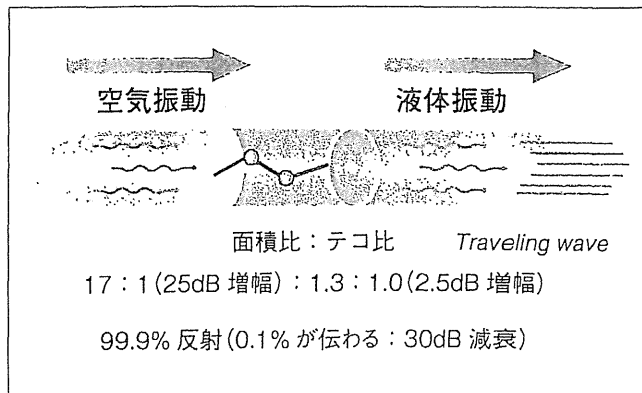 空気振動 液体振動
面積比：テコ比 Traveling wave
17：1(25dB 増幅)：1.3：1.0(2.5dB 増幅)
99.9% 反射(0.1% が伝わる：30dB 減衰)